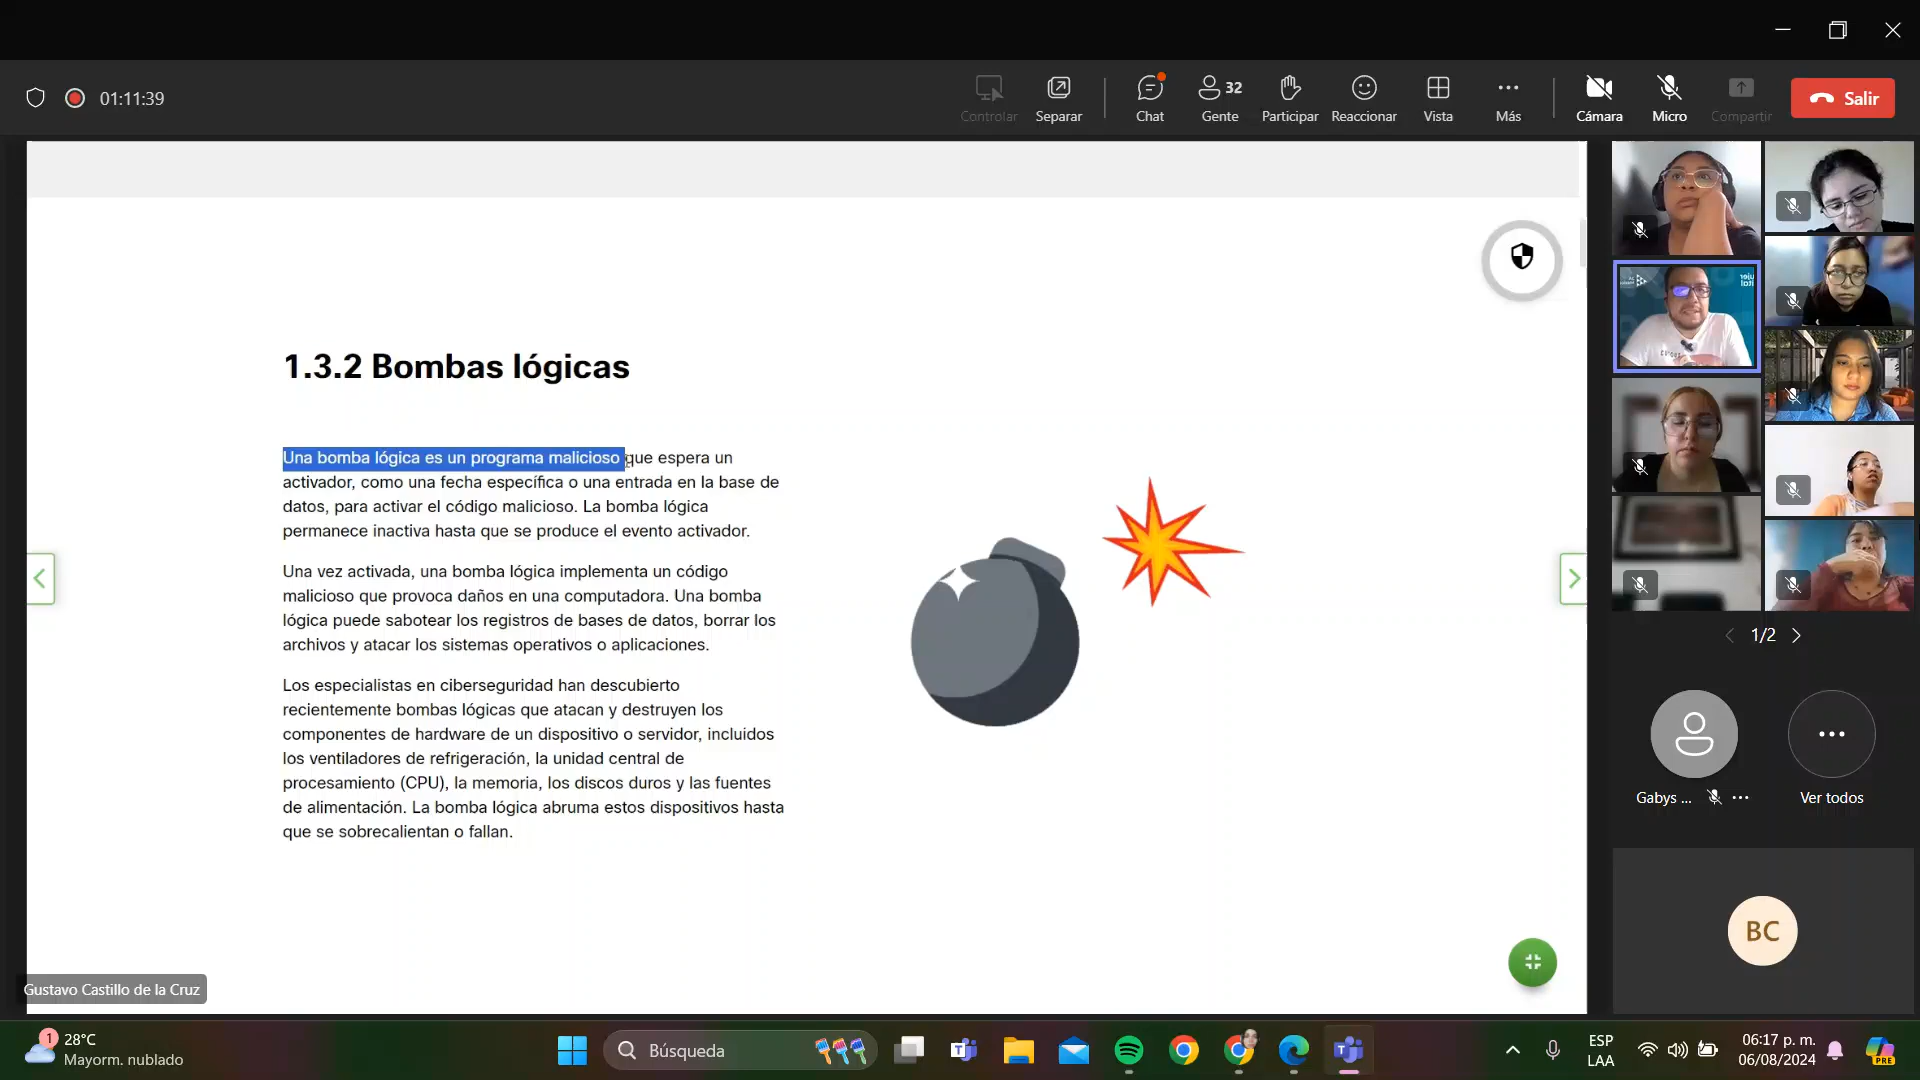 01:11:39
Controlar
Separar
Chat
32
Gente
Participar
Reaccionar
Vista
Más
Cámara
Micro
Compartir
Salir
1.3.2 Bombas lógicas
Una bomba lógica es un programa malicioso que espera un
activador, como una fecha específica o una entrada en la base de
datos, para activar el código malicioso. La bomba lógica
permanece inactiva hasta que se produce el evento activador.
Una vez activada, una bomba lógica implementa un código
malicioso que provoca daños en una computadora. Una bomba
lógica puede sabotear los registros de bases de datos, borrar los
archivos y atacar los sistemas operativos o aplicaciones.
Los especialistas en ciberseguridad han descubierto
recientemente bombas lógicas que atacan y destruyen los
componentes de hardware de un dispositivo o servidor, incluidos
los ventiladores de refrigeración, la unidad central de
procesamiento (CPU), la memoria, los discos duros y las fuentes
de alimentación. La bomba lógica abruma estos dispositivos hasta
que se sobrecalientan o fallan.
Gustavo Castillo de la Cruz
1/2
Gabys ...
Ver todos
BC
1
28°C
Mayorm. nublado
Búsqueda
ESP
LAA
06:17 p. m.
06/08/2024
PRE